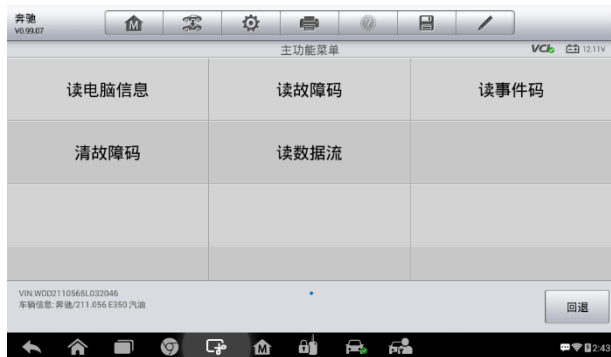 奔驰
V0.99.07
主功能菜单
VCI
12.11V
读电脑信息
读故障码
读事件码
清故障码
读数据流
VIN:WDD2110565L032046
车辆信息: 奔驰/211.056 E350 汽油
回退
2:43